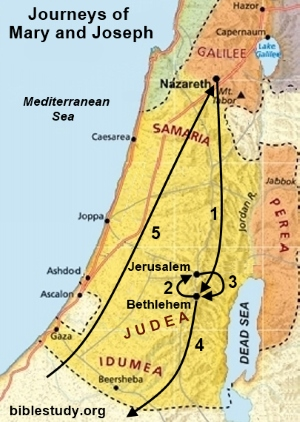 Journeys of
Mary and Joseph
Hazor
Capernaum
GALILEE
Lake
Galilee
Nazareth
Mt.
Tabor
Mediterranean
Sea
SAMARIA
Caesarea
Jordan R.
Jabbok
PEREA
1
5
Joppa
Jerusalem
2
3
Bethlehem
Ashdod
Ascalon
JUDEA
4
DEAD SEA
Gaza
IDUMEA
Beersheba
biblestudy.org